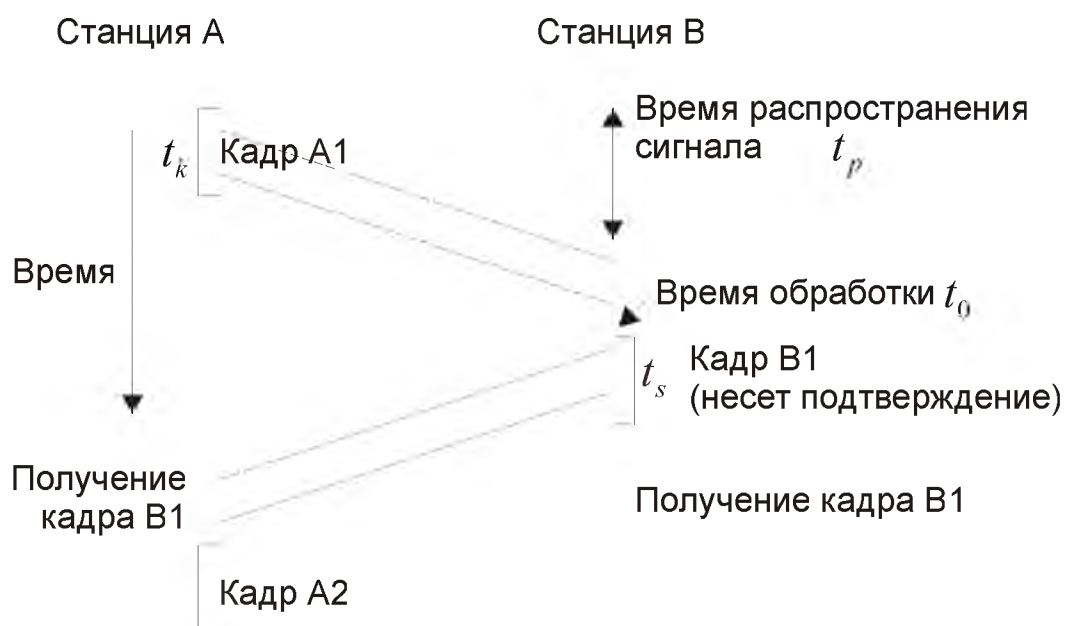 Станция А
Станция В
Время распространения
сигнала t_p
t_k
Кадр А1
Время
Время обработки t_0
t_s
Кадр В1
(несет подтверждение)
Получение
кадра В1
Получение кадра В1
Кадр А2